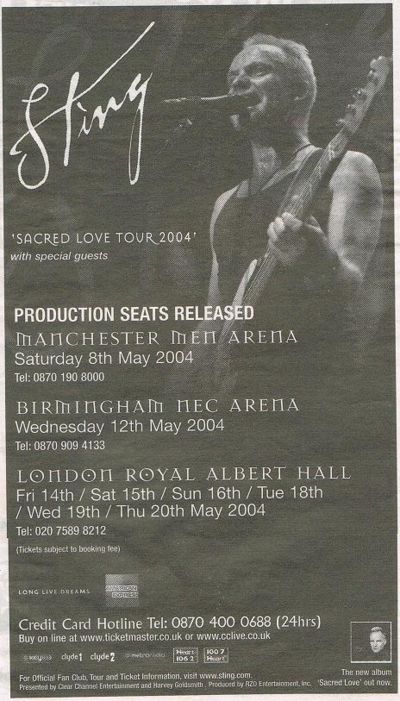 Sting
'SACRED LOVE TOUR 2004'
with special guests
PRODUCTION SEATS RELEASED
MANCHESTER MEN ARENA
Saturday 8th May 2004
Tel: 0870 190 8000
BIRMINGHAM NEC ARENA
Wednesday 12th May 2004
Tel: 0870 909 4133
LONDON ROYAL ALBERT HALL
Fri 14th / Sat 15th / Sun 16th / Tue 18th
/ Wed 19th / Thu 20th May 2004
Tel: 020 7589 8212
(Tickets subject to booking fee)
LONG LIVE DREAMS
AMERICAN EXPRESS
Credit Card Hotline Tel: 0870 400 0688 (24hrs)
Buy on line at www.ticketmaster.co.uk or www.cclive.co.uk
key103 clyde1 clyde2 metroradio Heart 106.2 100.7 Heart
The new album
'Sacred Love' out now.
For Official Fan Club, Tour and Ticket Information, visit www.sting.com.
Presented by Clear Channel Entertainment and Harvey Goldsmith. Produced by RZO Entertainment, Inc.